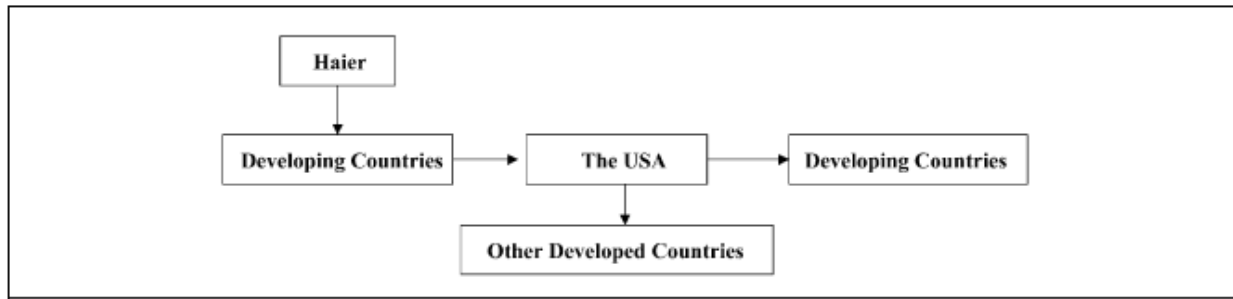 Haier
Developing Countries
The USA
Developing Countries
Other Developed Countries